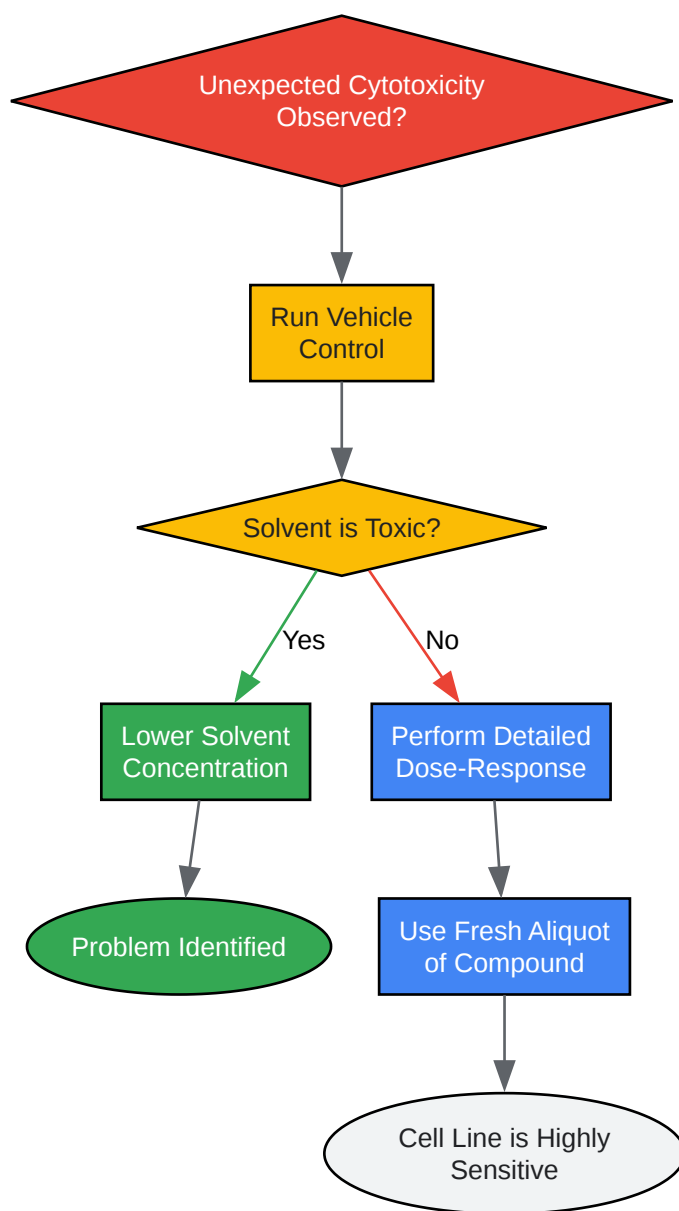 Unexpected Cytotoxicity
Observed?
Run Vehicle
Control
Solvent is Toxic?
Yes
No
Lower Solvent
Concentration
Perform Detailed
Dose-Response
Problem Identified
Use Fresh Aliquot
of Compound
Cell Line is Highly
Sensitive